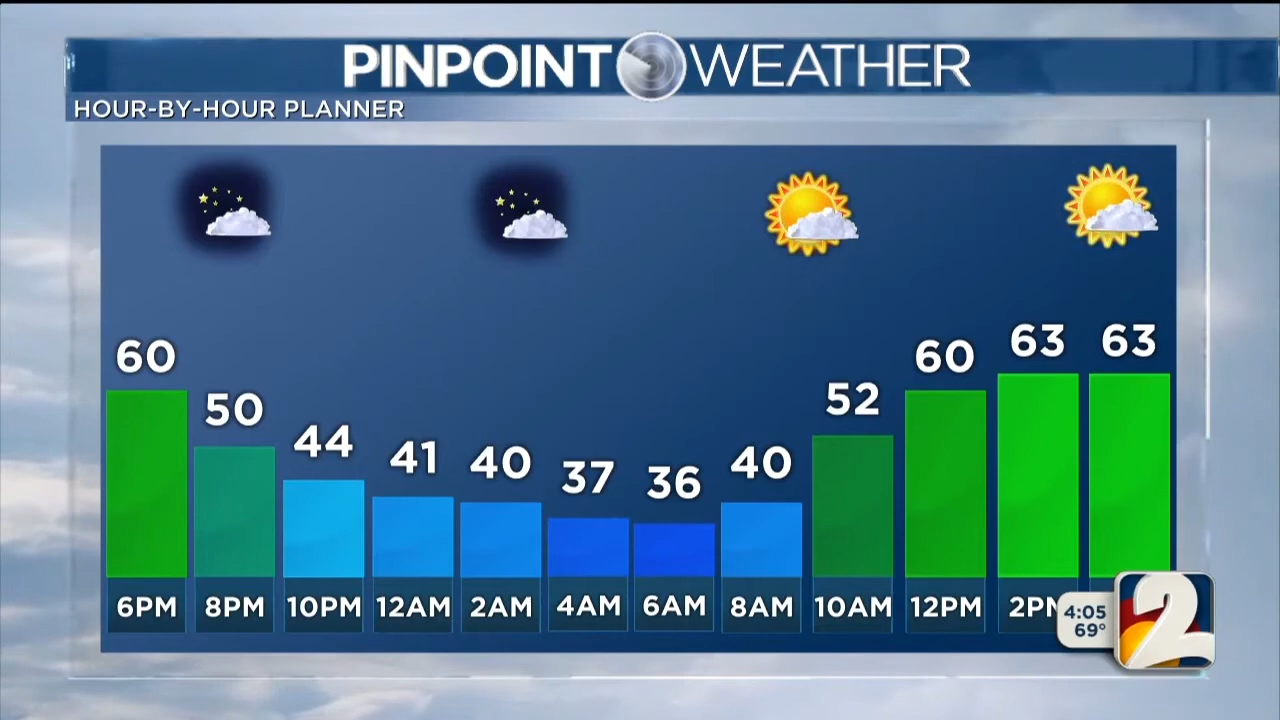 PINPOINT WEATHER
HOUR-BY-HOUR PLANNER
60 50 44 41 40 37 36 40 52 60 63 63
6PM 8PM 10PM 12AM 2AM 4AM 6AM 8AM 10AM 12PM
4:05
69°
2